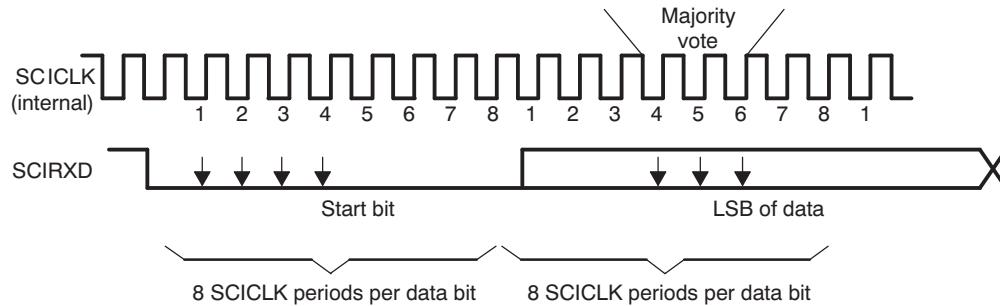 Majority
vote
SCICLK
(internal)
1 2 3 4 5 6 7 8 1 2 3 4 5 6 7 8 1
SCIRXD
Start bit LSB of data
8 SCICLK periods per data bit 8 SCICLK periods per data bit